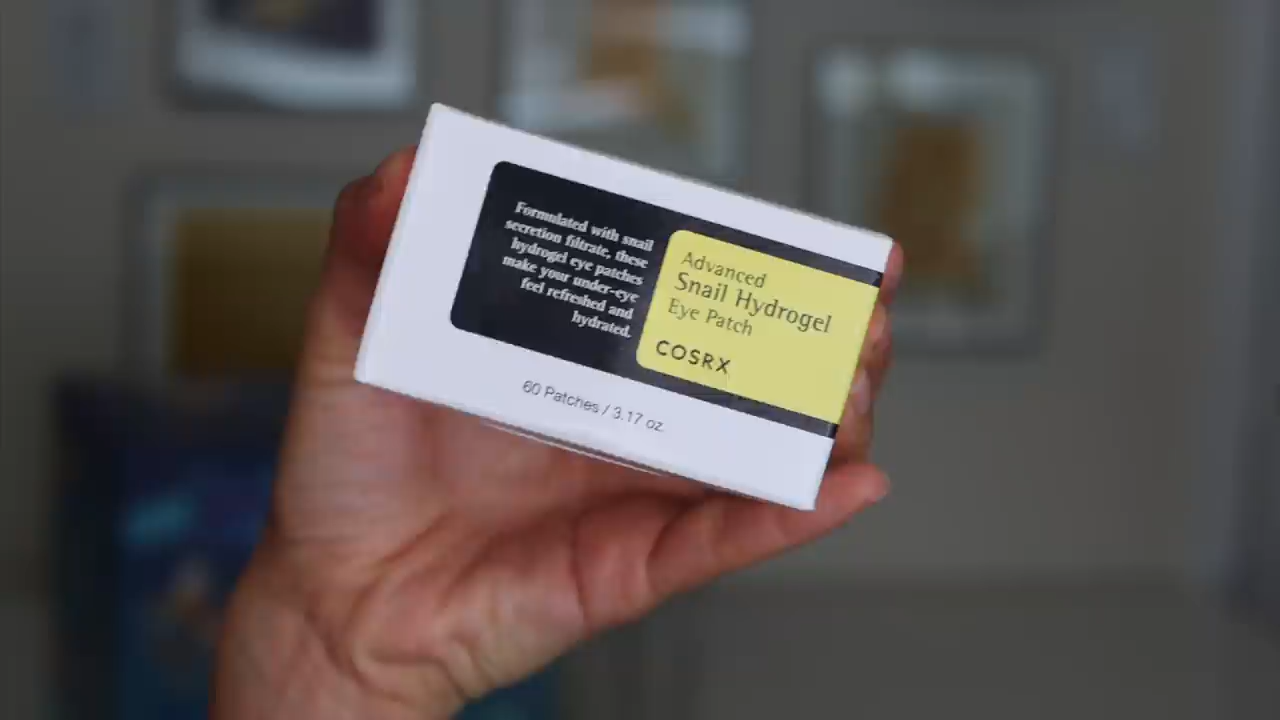 Formulated with snail
secretion filtrate, these
hydrogel eye patches
make your under-eye
feel refreshed and
hydrated.
Advanced
Snail Hydrogel
Eye Patch
COSRX
60 Patches / 3.17 oz